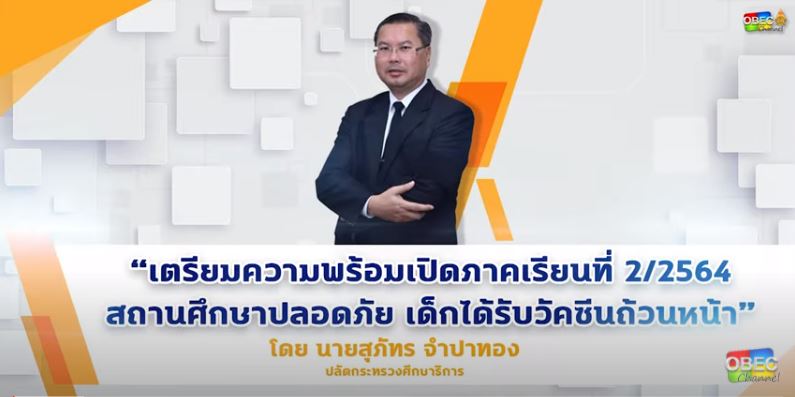 OBEC
Channel
“เตรียมความพร้อมเปิดภาคเรียนที่ 2/2564
สถานศึกษาปลอดภัย เด็กได้รับวัคซีนถ้วนหน้า”
โดย นายสุภัทร จำปาทอง
ปลัดกระทรวงศึกษาธิการ
OBEC
Channel